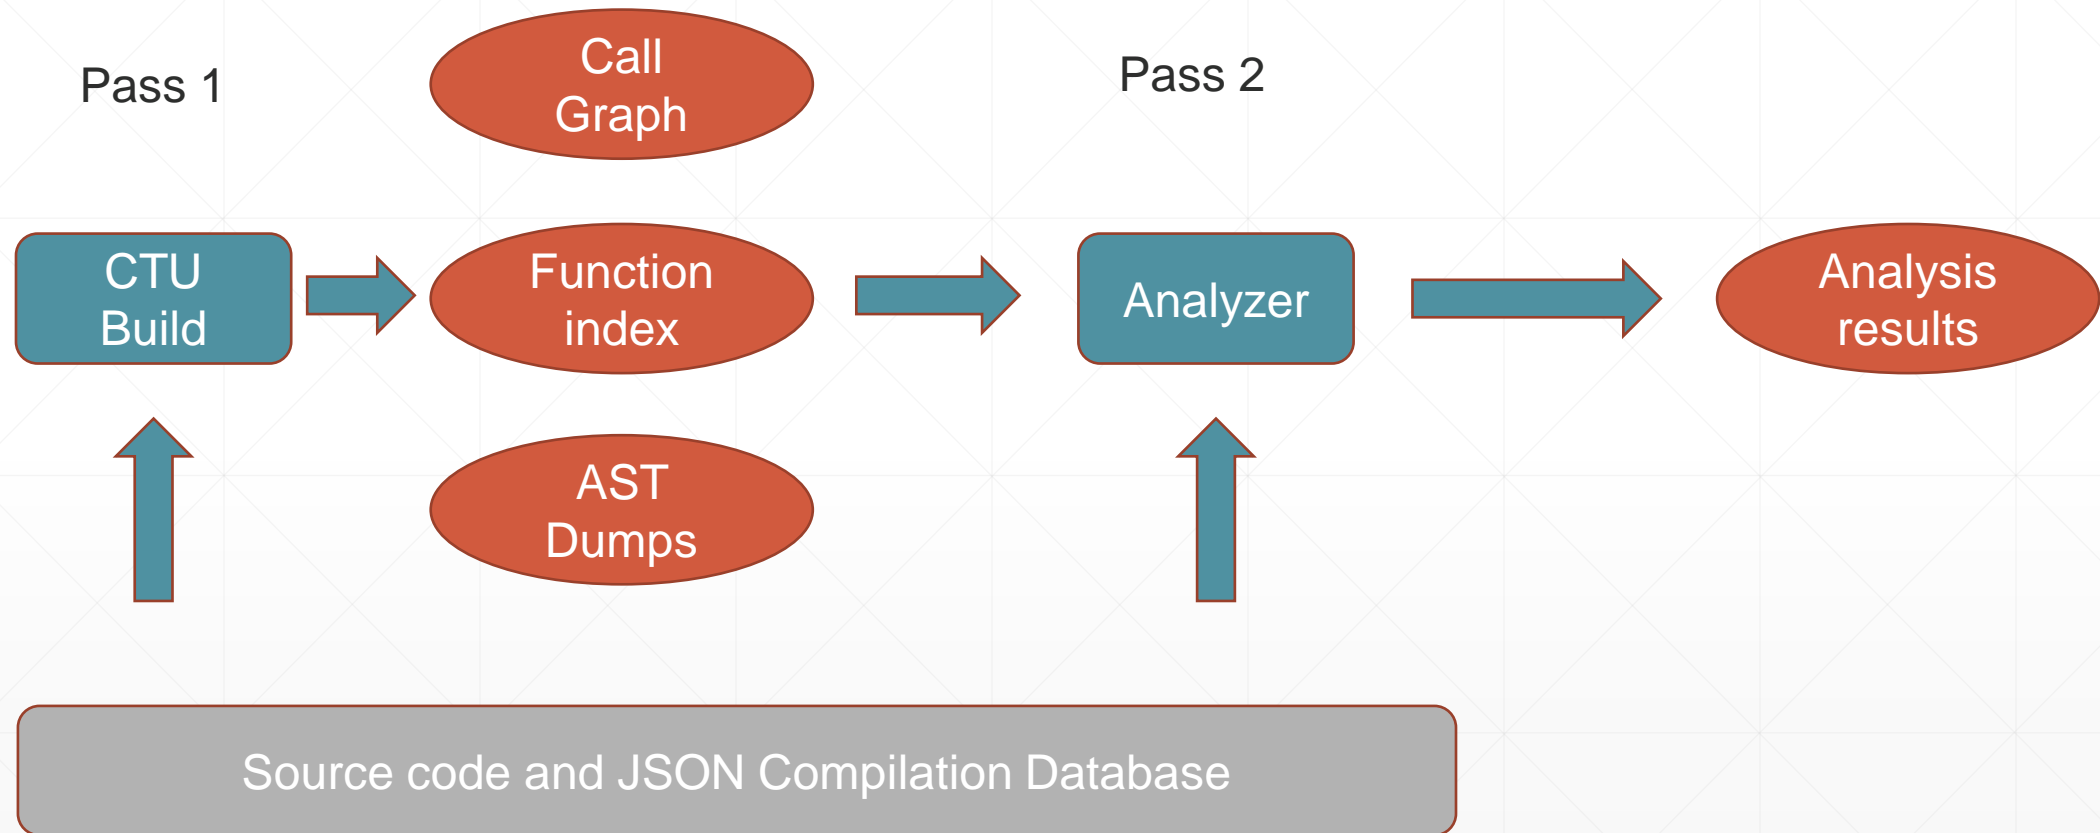 Pass 1
Call
Graph
Pass 2
CTU
Build
Function
index
Analyzer
Analysis
results
AST
Dumps
Source code and JSON Compilation Database